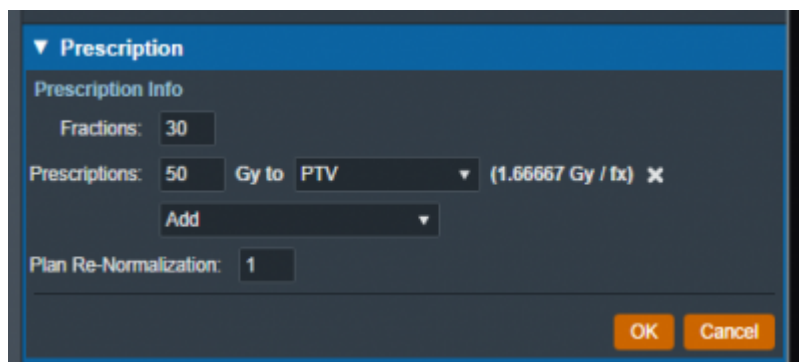 Prescription
Prescription Info
Fractions: 30
Prescriptions: 50 Gy to PTV (1.66667 Gy / fx)
Add
Plan Re-Normalization: 1
OK Cancel